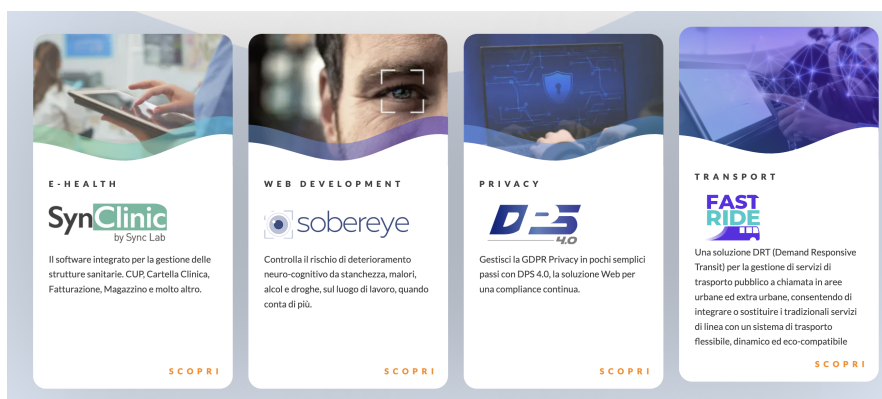 E-HEALTH
SynClinic
by Sync Lab
Il software integrato per la gestione delle
strutture sanitarie. CUP, Cartella Clinica,
Fatturazione, Magazzino e molto altro.
SCOPRI
WEB DEVELOPMENT
sobereye
Controlla il rischio di deterioramento
neuro-cognitivo da stanchezza, malori,
alcol e droghe, sul luogo di lavoro, quando
conta di più.
SCOPRI
PRIVACY
DPS
4.0
Gestisci la GDPR Privacy in pochi semplici
passi con DPS 4.0, la soluzione Web per
una compliance continua.
SCOPRI
TRANSPORT
FAST
RIDE
Una soluzione DRT (Demand Responsive
Transit) per la gestione di servizi di
trasporto pubblico a chiamata in aree
urbane ed extra urbane, consentendo di
integrare o sostituire i tradizionali servizi
di linea con un sistema di trasporto
flessibile, dinamico ed eco-compatibile
SCOPRI